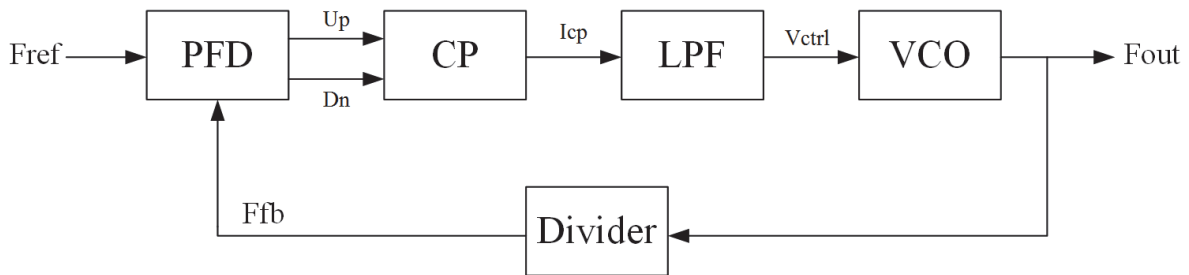 Fref
PFD
Up
Dn
CP
Icp
LPF
Vctrl
VCO
Fout
Ffb
Divider